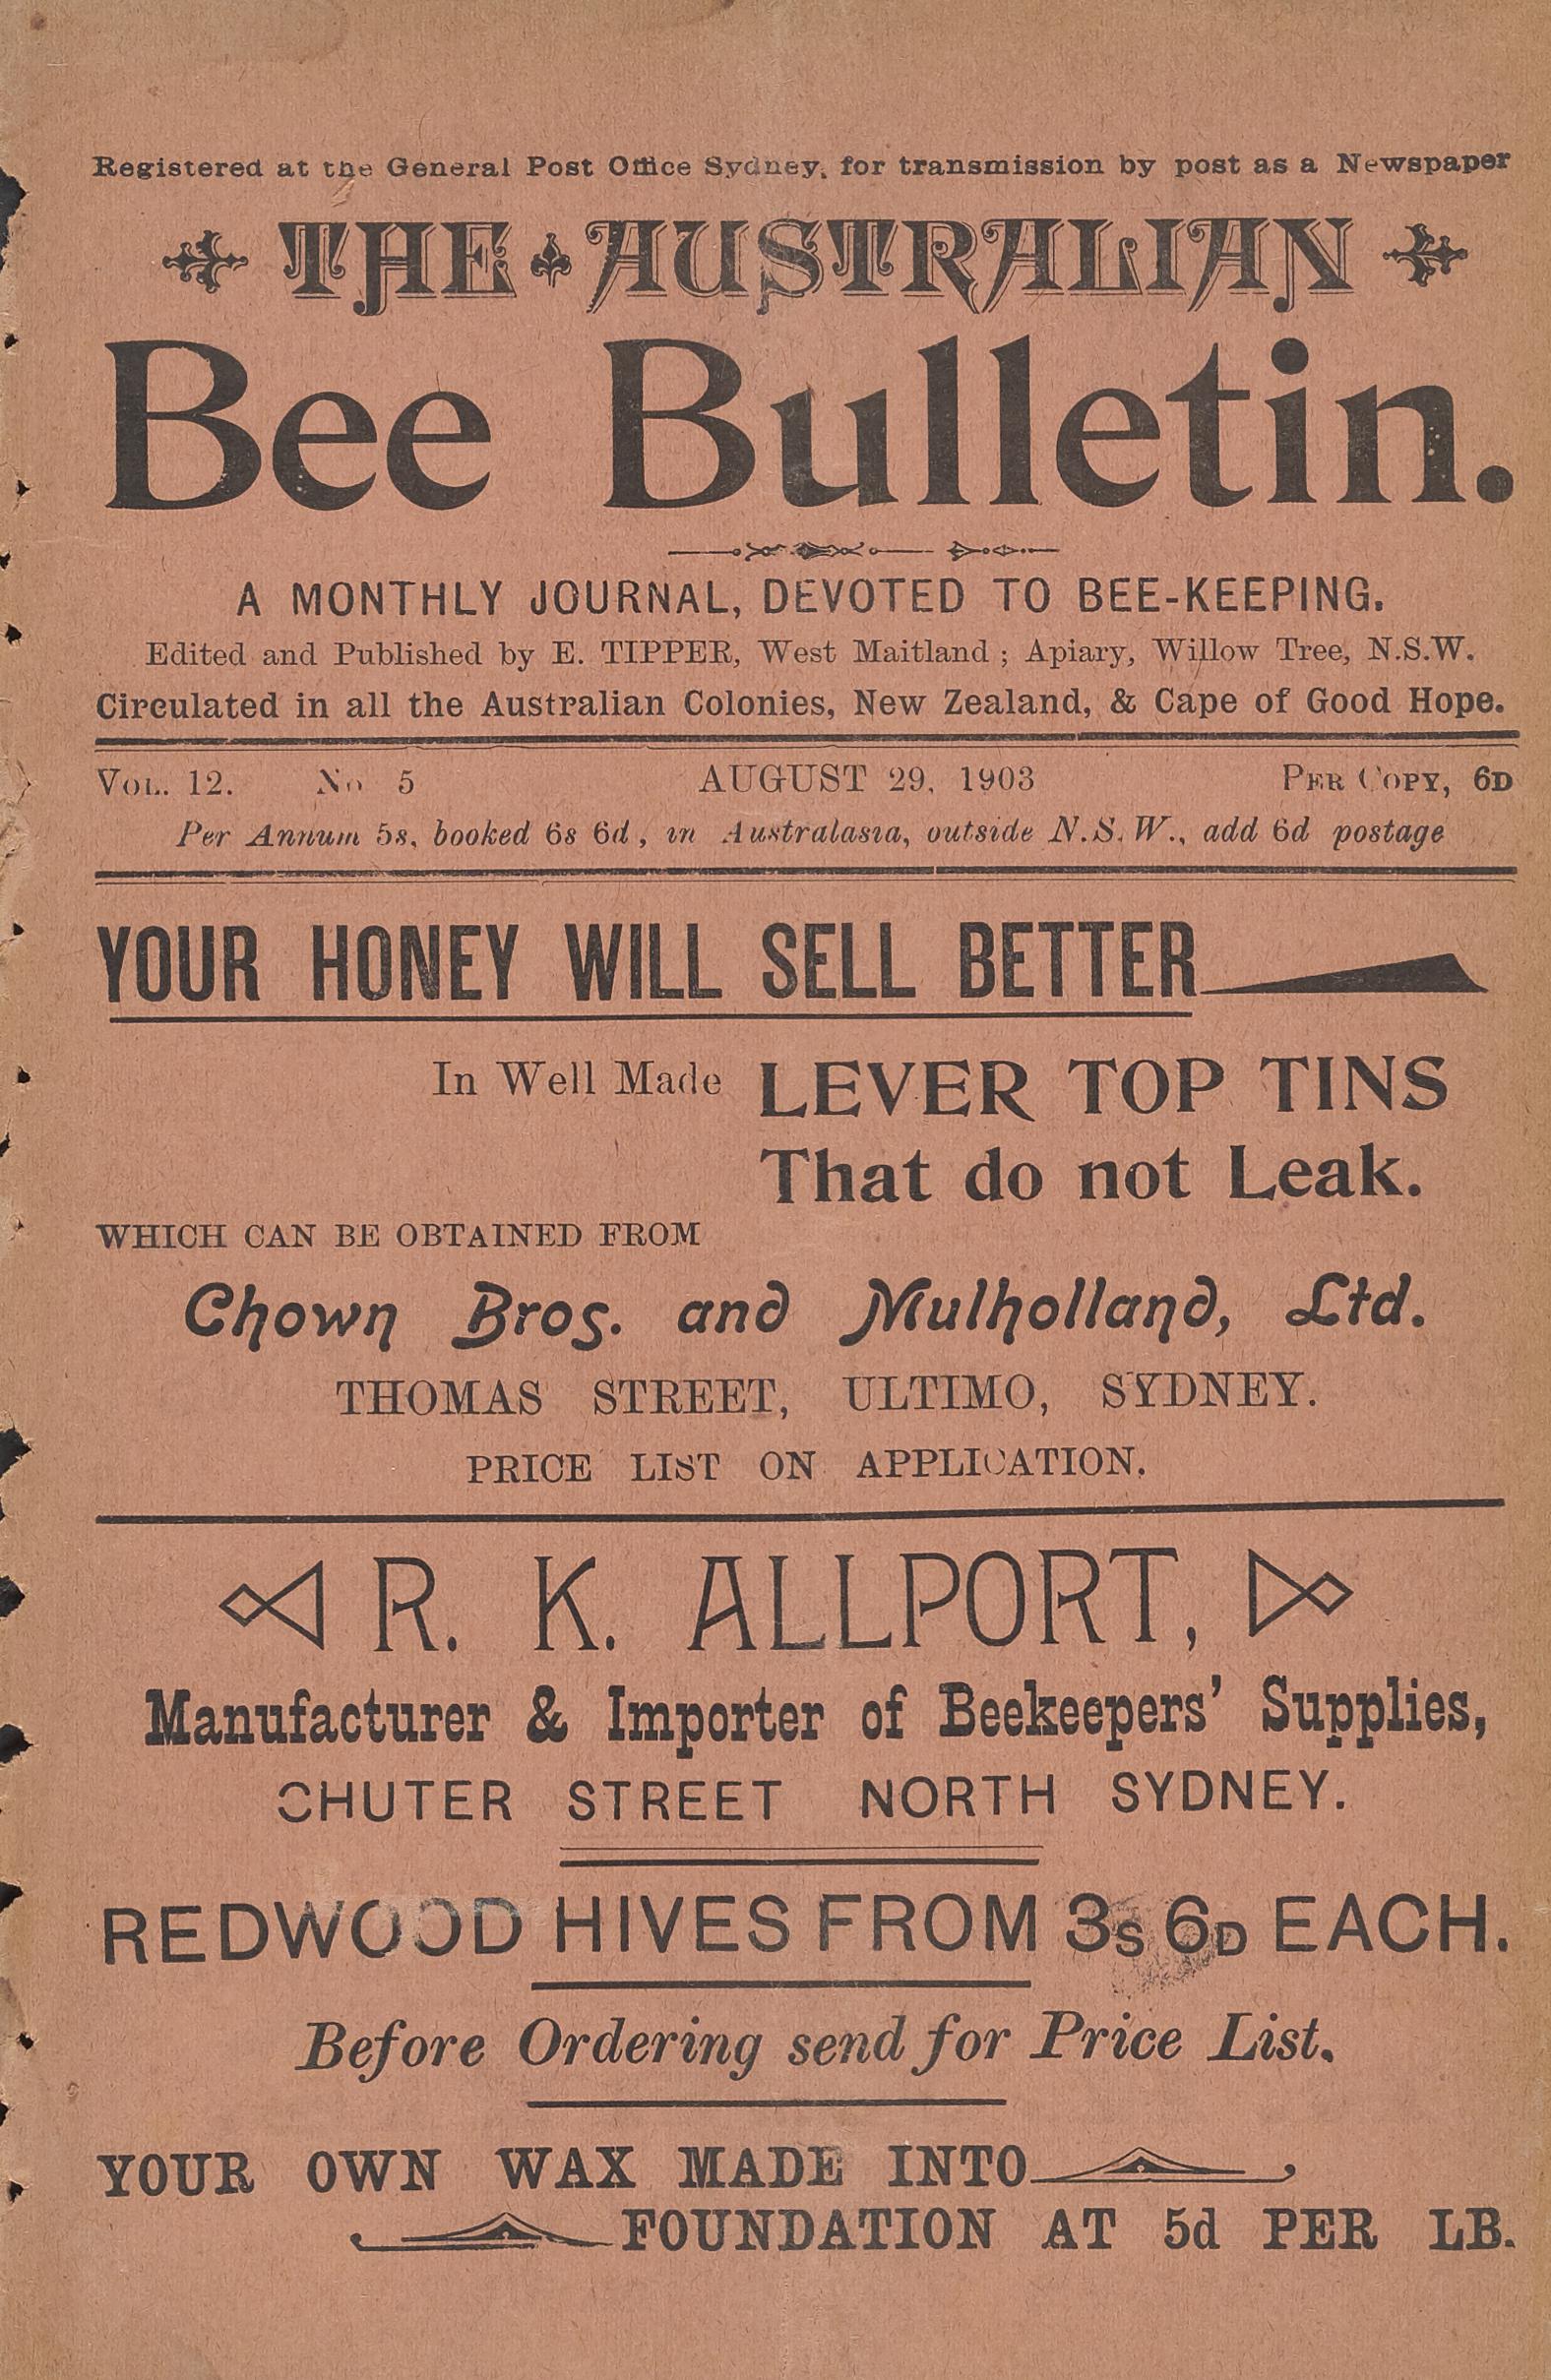 Registered at the General Post Office Sydney, for transmission by post as a Newspaper
THE AUSTRALIAN
Bee Bulletin.
A MONTHLY JOURNAL, DEVOTED TO BEE-KEEPING.
Edited and Published by E. TIPPER, West Maitland ; Apiary, Willow Tree, N.S.W.
Circulated in all the Australian Colonies, New Zealand, & Cape of Good Hope.
VOL. 12. No 5 AUGUST 29, 1903 PER COPY, 6D
Per Annum 5s, booked 6s 6d, in Australasia, outside N.S.W., add 6d postage
YOUR HONEY WILL SELL BETTER
In Well Made LEVER TOP TINS
That do not Leak.
WHICH CAN BE OBTAINED FROM
Chown Bros. and Mulholland, Ltd.
THOMAS STREET, ULTIMO, SYDNEY.
PRICE LIST ON APPLICATION.
R. K. ALLPORT,
Manufacturer & Importer of Beekeepers' Supplies,
CHUTER STREET NORTH SYDNEY.
REDWOOD HIVES FROM 3S 6D EACH.
Before Ordering send for Price List.
YOUR OWN WAX MADE INTO
FOUNDATION AT 5d PER LB.